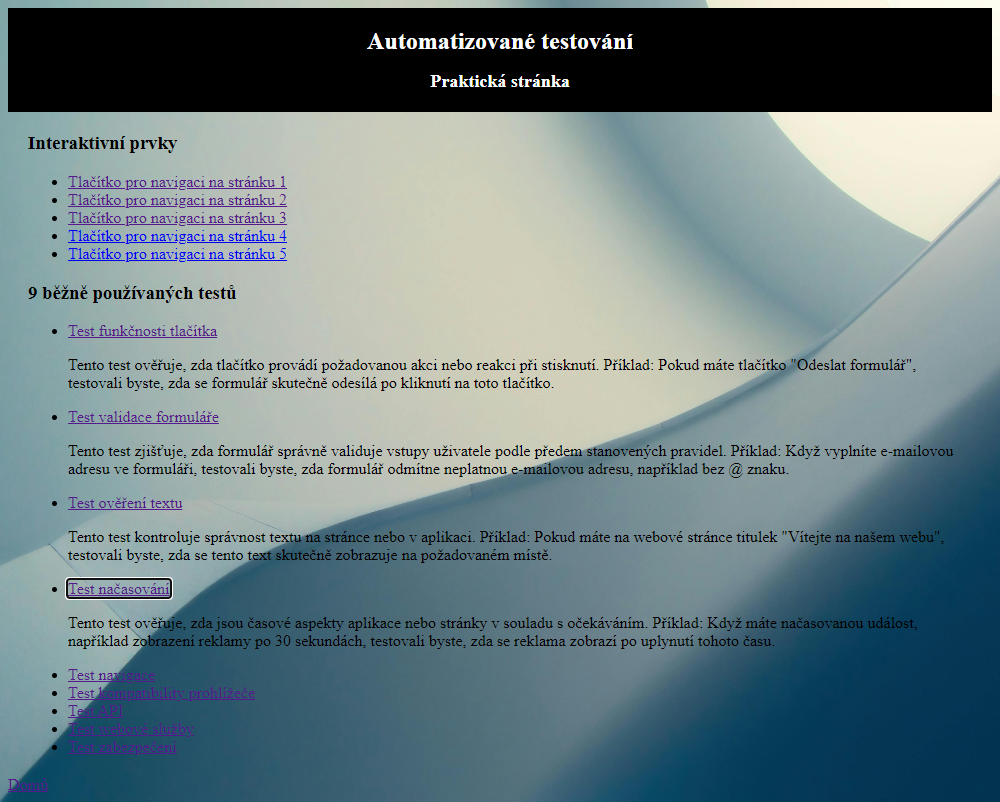 Automatizované testování
Praktická stránka
Interaktivní prvky
Tlačítko pro navigaci na stránku 1
Tlačítko pro navigaci na stránku 2
Tlačítko pro navigaci na stránku 3
Tlačítko pro navigaci na stránku 4
Tlačítko pro navigaci na stránku 5
9 běžně používaných testů
Test funkčnosti tlačítka
Tento test ověřuje, zda tlačítko provádí požadovanou akci nebo reakci při stisknutí. Příklad: Pokud máte tlačítko "Odeslat formulář",
testovali byste, zda se formulář skutečně odesílá po kliknutí na toto tlačítko.
Test validace formuláře
Tento test zjišťuje, zda formulář správně validuje vstupy uživatele podle předem stanovených pravidel. Příklad: Když vyplníte e-mailovou
adresu ve formuláři, testovali byste, zda formulář odmítne neplatnou e-mailovou adresu, například bez @ znaku.
Test ověření textu
Tento test kontroluje správnost textu na stránce nebo v aplikaci. Příklad: Pokud máte na webové stránce titulek "Vítejte na našem webu",
testovali byste, zda se tento text skutečně zobrazuje na požadovaném místě.
Test načasování
Tento test ověřuje, zda jsou časové aspekty aplikace nebo stránky v souladu s očekáváním. Příklad: Když máte načasovanou událost,
například zobrazení reklamy po 30 sekundách, testovali byste, zda se reklama zobrazí po uplynutí tohoto času.
Test navigace
Test kompatibility prohlížeče
Test API
Test webové služby
Test zabezpečení
Domů